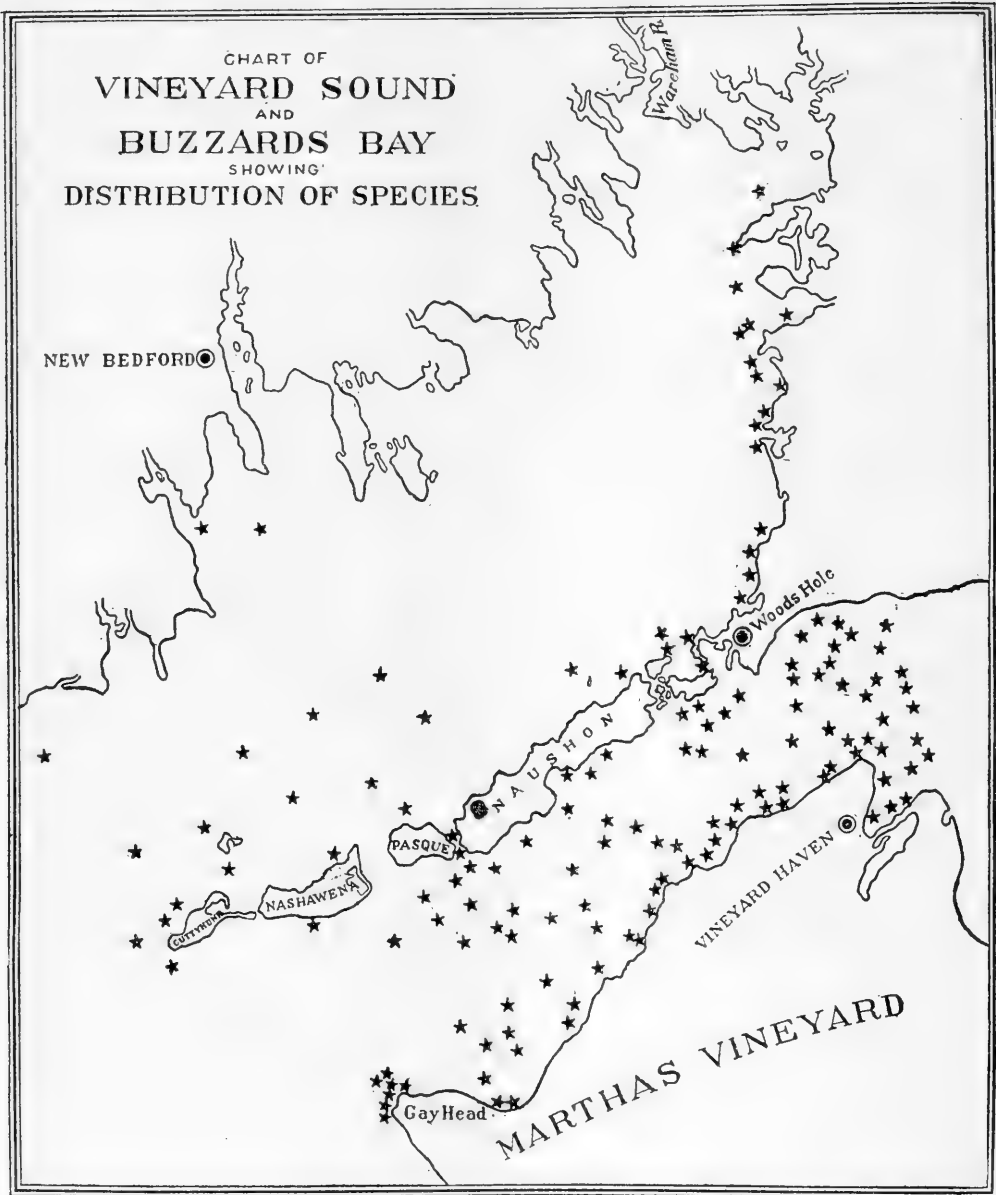 CHART OF
VINEYARD SOUND
AND
BUZZARDS BAY
SHOWING
DISTRIBUTION OF SPECIES
Wareham R.
NEW BEDFORD
Woods Hole
NAUSHON
PASQUE
NASHAWENA
CUTTYHUNK
VINEYARD HAVEN
MARTHAS VINEYARD
Gay Head